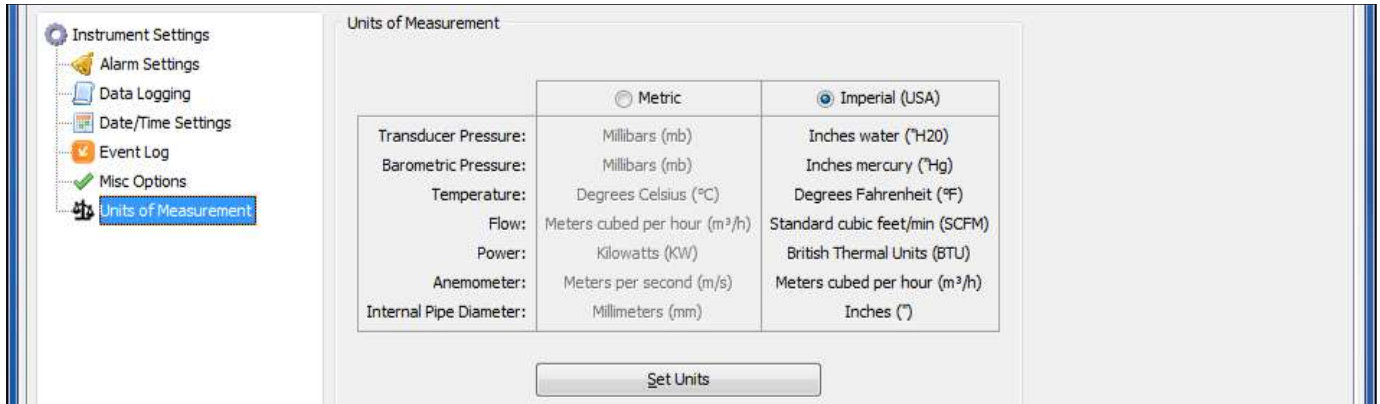 Instrument Settings
Alarm Settings
Data Logging
Date/Time Settings
Event Log
Misc Options
Units of Measurement
Units of Measurement
Metric Imperial (USA)
Transducer Pressure: Millibars (mb) Inches water ("H20)
Barometric Pressure: Millibars (mb) Inches mercury ("Hg)
Temperature: Degrees Celsius (ºC) Degrees Fahrenheit (ºF)
Flow: Meters cubed per hour (m³/h) Standard cubic feet/min (SCFM)
Power: Kilowatts (KW) British Thermal Units (BTU)
Anemometer: Meters per second (m/s) Meters cubed per hour (m³/h)
Internal Pipe Diameter: Millimeters (mm) Inches (")
Set Units